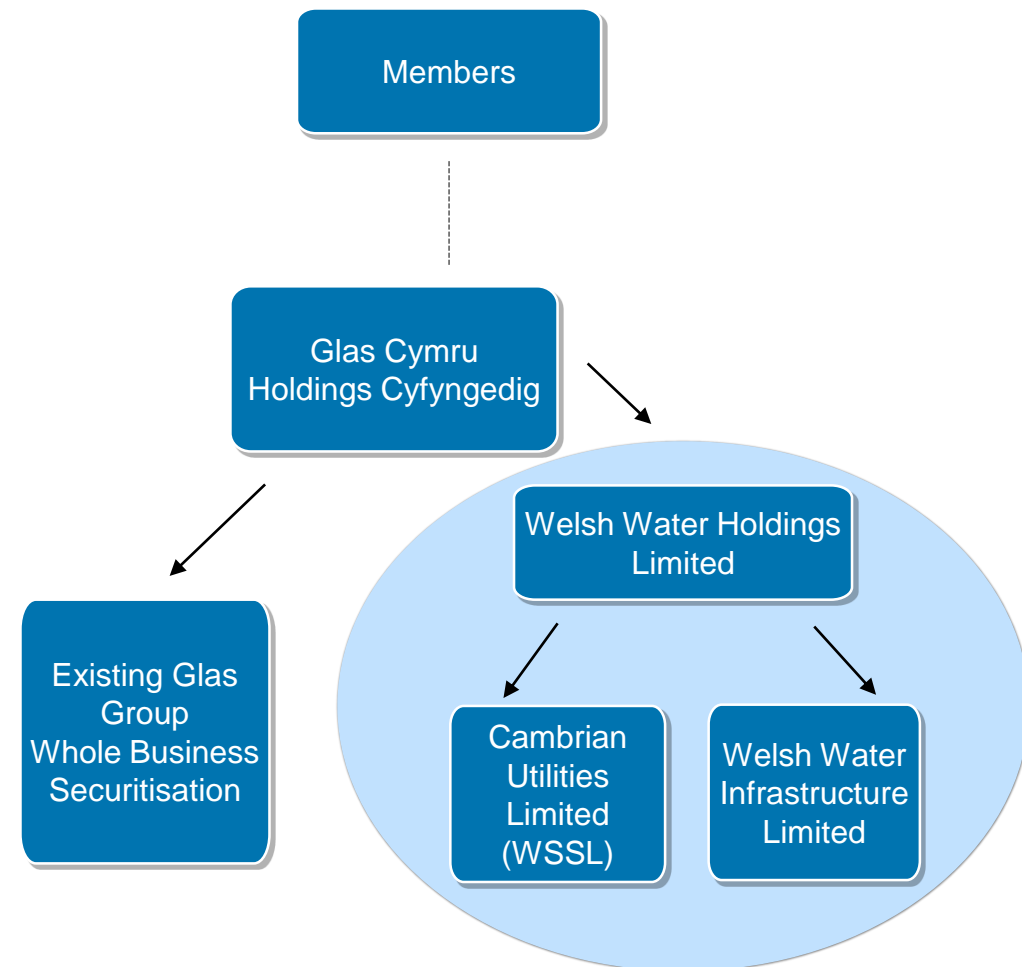 Members
Glas Cymru
Holdings Cyfyngedig
Welsh Water Holdings
Limited
Existing Glas
Group
Whole Business
Securitisation
Cambrian
Utilities
Limited
(WSSL)
Welsh Water
Infrastructure
Limited